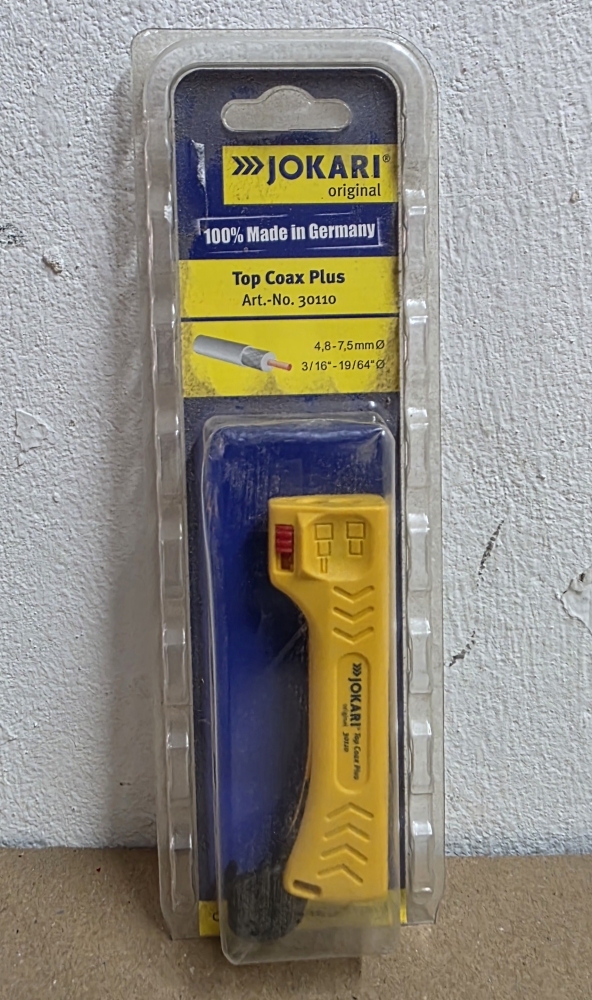 JOKARI®
original
100% Made in Germany
Top Coax Plus
Art.-No. 30110
4,8-7,5mmØ
3/16"-19/64"Ø
JOKARI®
original
Top Coax Plus
30110